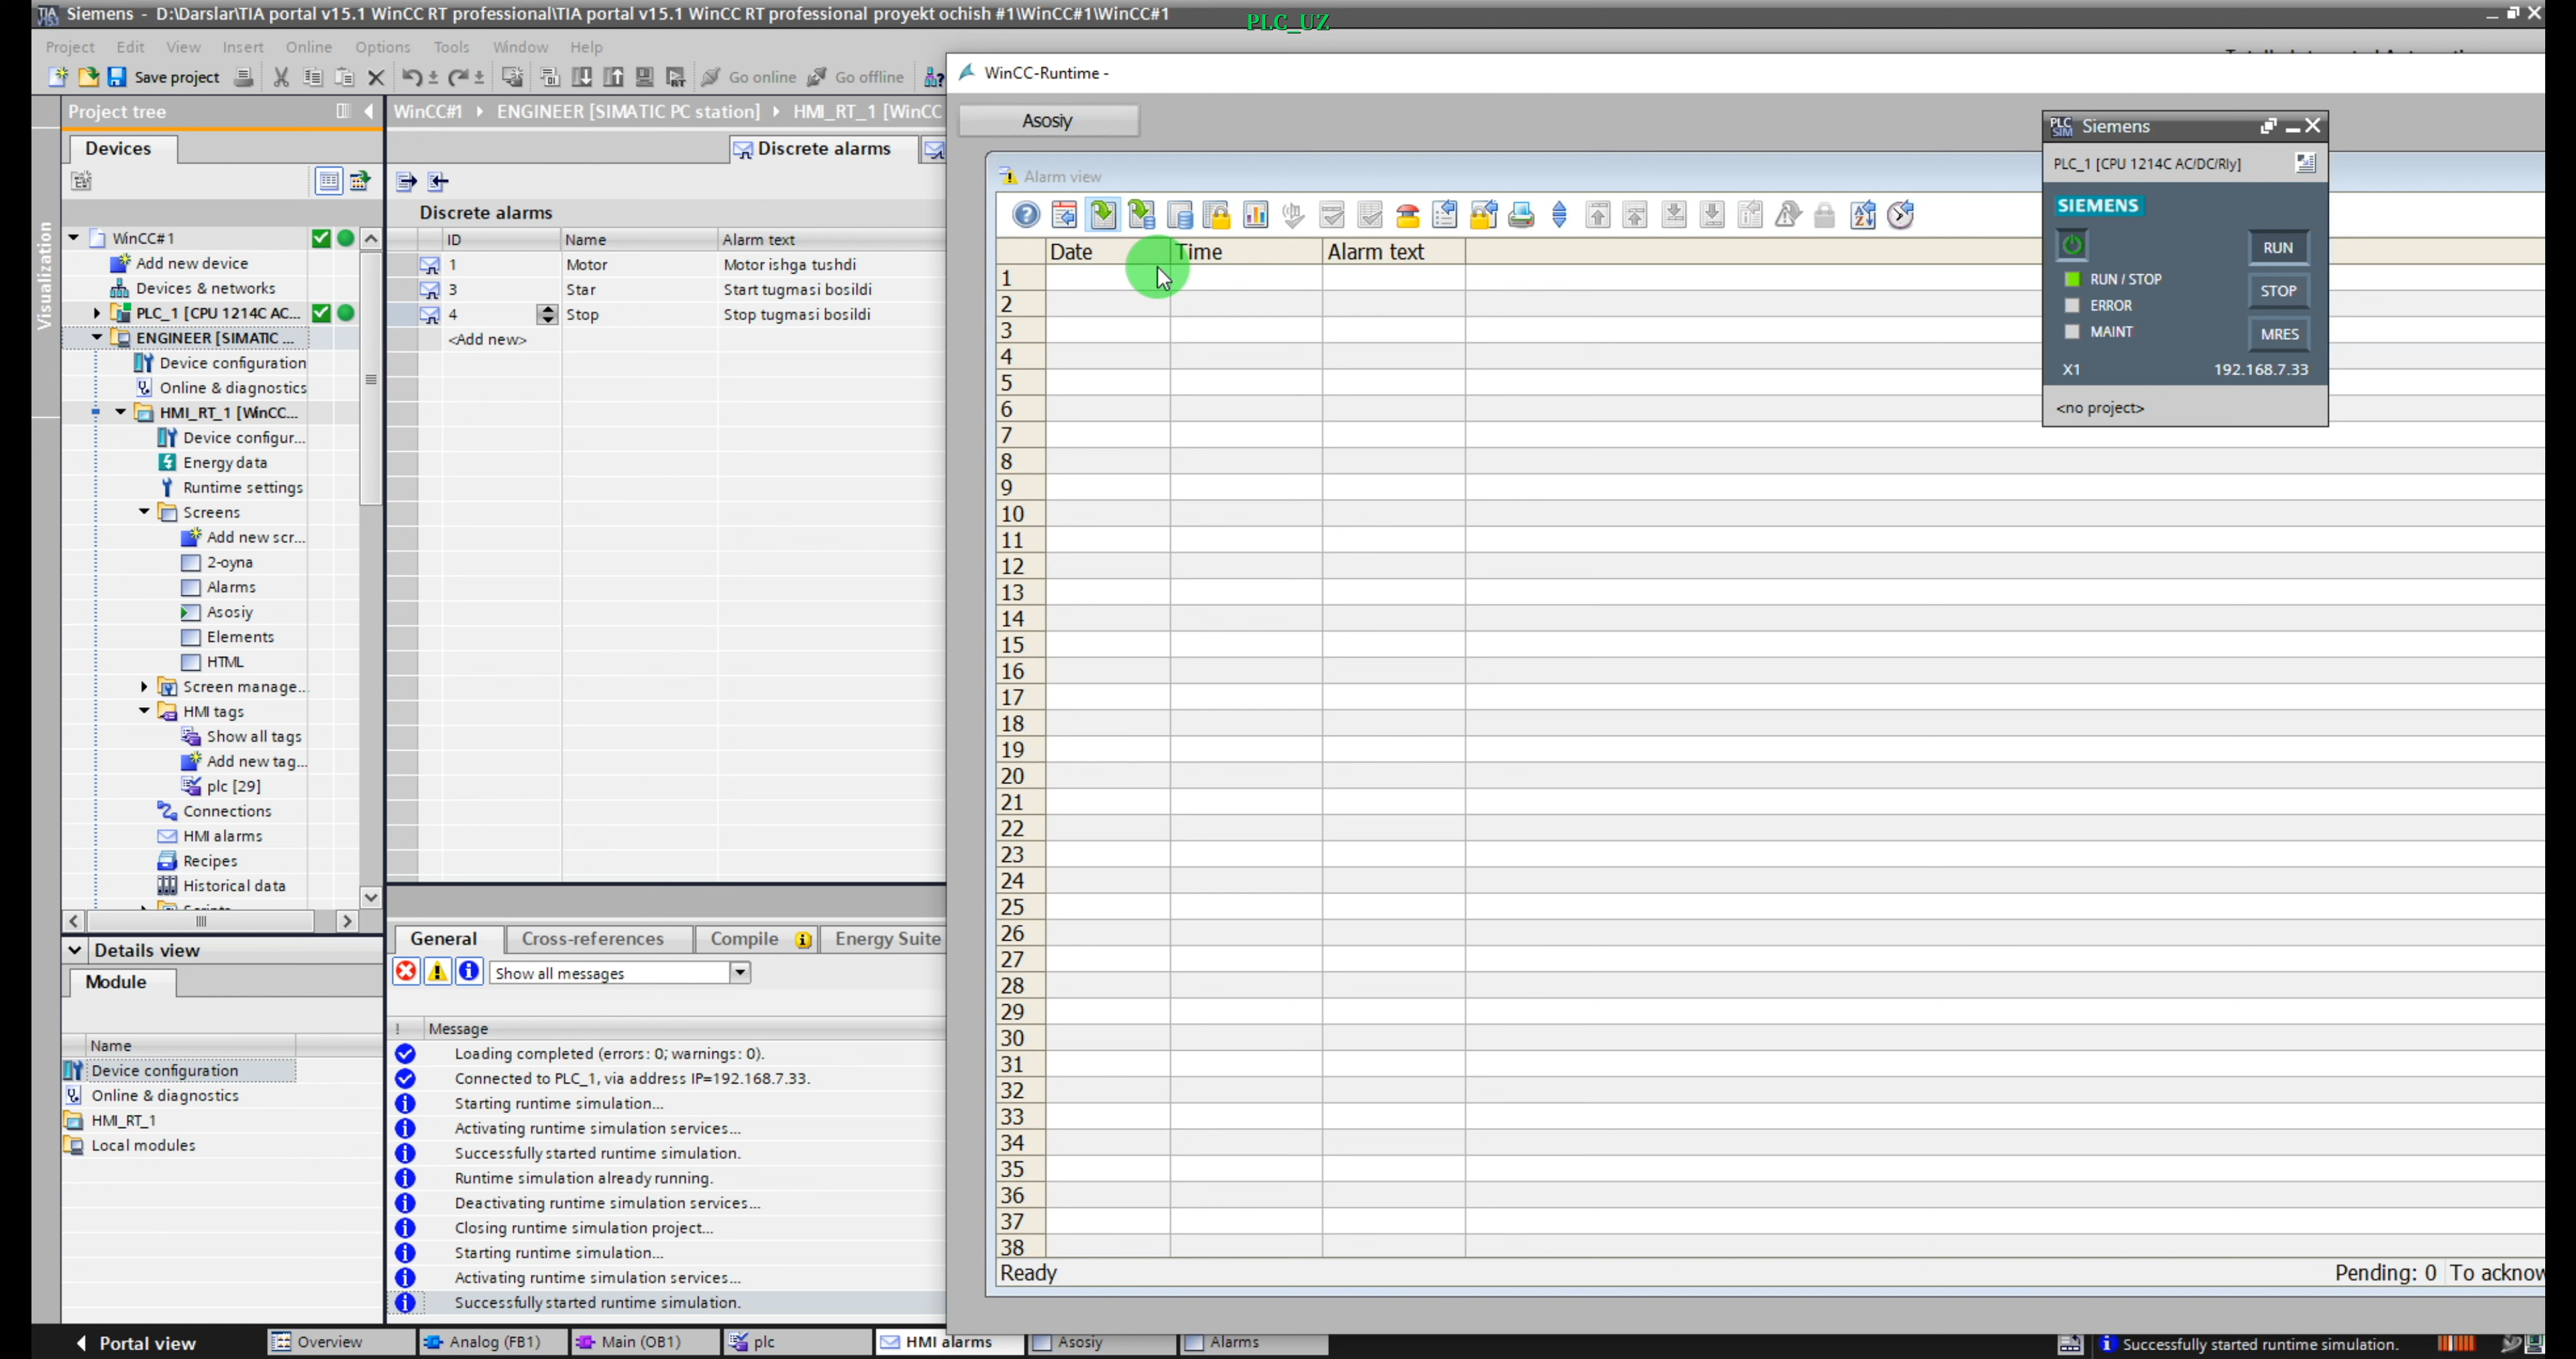 Siemens - D:\Darslar\TIA portal v15.1 WinCC RT professional\TIA portal v15.1 WinCC RT professional proyekt ochish #1\WinCC#1\WinCC#1
PLC_UZ
Project Edit View Insert Online Options Tools Window Help
Save project Go online Go offline
Project tree
Devices
Visualization
WinCC#1
Add new device
Devices & networks
PLC_1 [CPU 1214C AC...
ENGINEER [SIMATIC ...
Device configuration
Online & diagnostics
HMI_RT_1 [WinCC...
Device configur...
Energy data
Runtime settings
Screens
Add new scr...
2-oyna
Alarms
Asosiy
Elements
HTML
Screen manage...
HMI tags
Show all tags
Add new tag...
plc [29]
Connections
HMI alarms
Recipes
Historical data
Details view
Module
Name
Device configuration
Online & diagnostics
HMI_RT_1
Local modules
WinCC#1 ENGINEER [SIMATIC PC station] HMI_RT_1 [WinCC
Discrete alarms
Discrete alarms
ID Name Alarm text
1 Motor Motor ishga tushdi
3 Star Start tugmasi bosildi
4 Stop Stop tugmasi bosildi
<Add new>
General Cross-references Compile Energy Suite
Show all messages
! Message
Loading completed (errors: 0; warnings: 0).
Connected to PLC_1, via address IP=192.168.7.33.
Starting runtime simulation...
Activating runtime simulation services...
Successfully started runtime simulation.
Runtime simulation already running.
Deactivating runtime simulation services...
Closing runtime simulation project...
Starting runtime simulation...
Activating runtime simulation services...
Successfully started runtime simulation.
WinCC-Runtime -
Asosiy
Alarm view
Date Time Alarm text
1
2
3
4
5
6
7
8
9
10
11
12
13
14
15
16
17
18
19
20
21
22
23
24
25
26
27
28
29
30
31
32
33
34
35
36
37
38
Ready Pending: 0 To acknow
PLC SIM Siemens
PLC_1 [CPU 1214C AC/DC/Rly]
SIEMENS
RUN
RUN / STOP
STOP
ERROR
MAINT
MRES
X1 192.168.7.33
<no project>
Portal view Overview Analog (FB1) Main (OB1) plc HMI alarms Asosiy Alarms Successfully started runtime simulation.